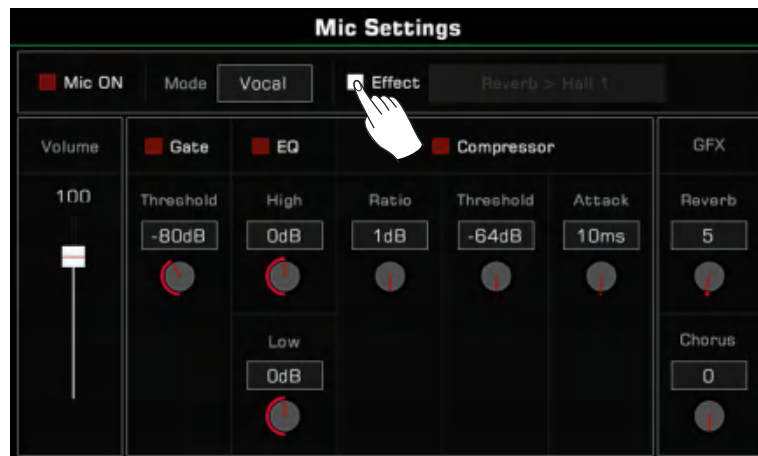 Mic Settings
Mic ON Mode Vocal Effect Reverb > Hall 1
Volume Gate EQ Compressor GFX
100 Threshold High Ratio Threshold Attack Reverb
-80dB 0dB 1dB -64dB 10ms 5
Low Chorus
0dB 0